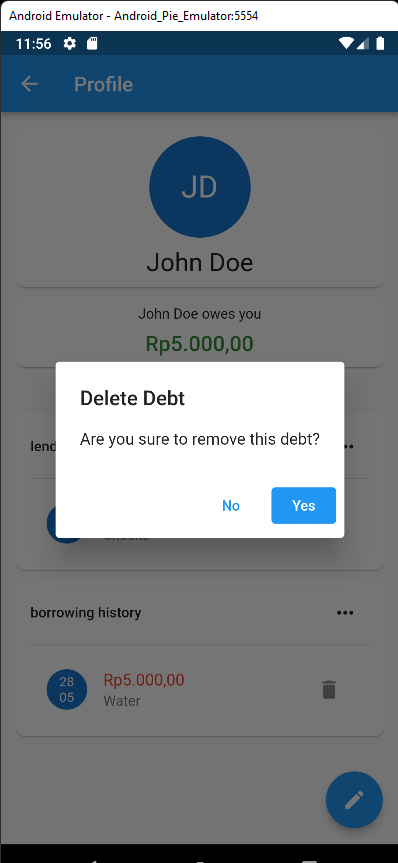 Android Emulator - Android_Pie_Emulator:5554
11:56
Profile
JD
John Doe
John Doe owes you
Rp5.000,00
Delete Debt
Are you sure to remove this debt?
No
Yes
lend
borrowing history
28
05
Rp5.000,00
Water